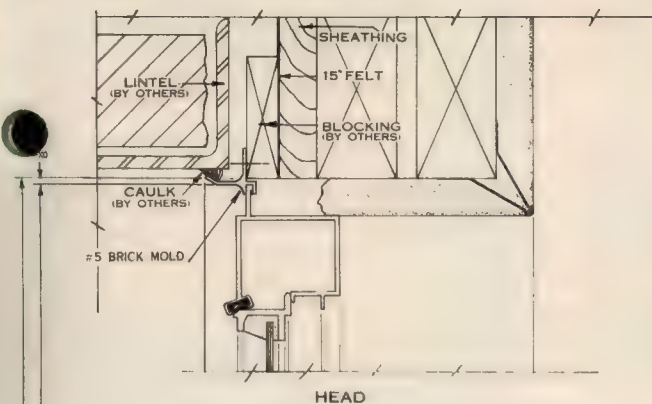 SHEATHING
LINTEL
(BY OTHERS)
15# FELT
BLOCKING
(BY OTHERS)
CAULK
(BY OTHERS)
#5 BRICK MOLD
HEAD